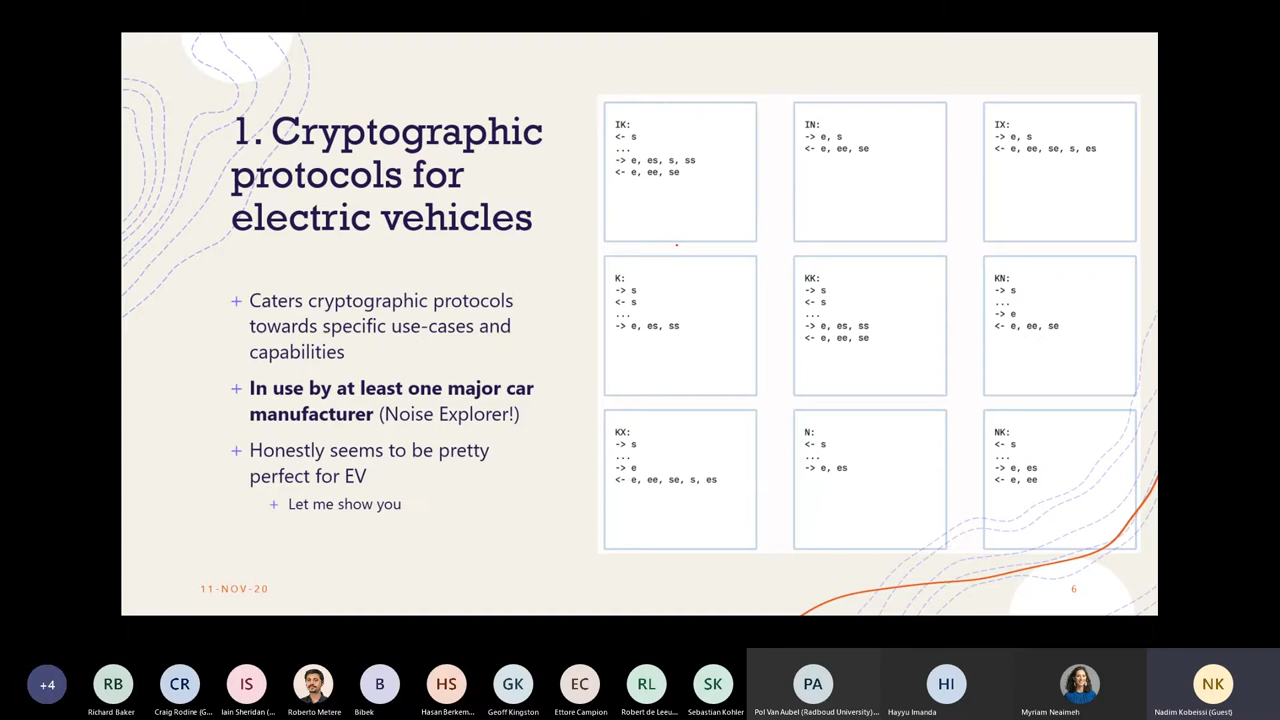 1. Cryptographic
protocols for
electric vehicles
+ Caters cryptographic protocols
towards specific use-cases and
capabilities
+ In use by at least one major car
manufacturer (Noise Explorer!)
+ Honestly seems to be pretty
perfect for EV
+ Let me show you
IK:
<- s
...
-> e, es, s, ss
<- e, ee, se
IN:
-> e, s
<- e, ee, se
IX:
-> e, s
<- e, ee, se, s, es
K:
-> s
<- s
...
-> e, es, ss
KK:
-> s
<- s
...
-> e, es, ss
<- e, ee, se
KN:
-> s
...
-> e
<- e, ee, se
KX:
-> s
...
-> e
<- e, ee, se, s, es
N:
<- s
...
-> e, es
NK:
<- s
...
-> e, es
<- e, ee
11-NOV-20
6
+4
RB
CR
IS
B
HS
GK
EC
RL
SK
PA
HI
NK
Richard Baker
Craig Rodine (G...
Iain Sheridan (...
Roberto Metere
Bibek
Hasan Berkem...
Geoff Kingston
Ettore Campion
Robert de Leeu...
Sebastian Kohler
Pol Van Aubel (Radboud University)...
Hayyu Imanda
Myriam Neaimeh
Nadim Kobeissi (Guest)